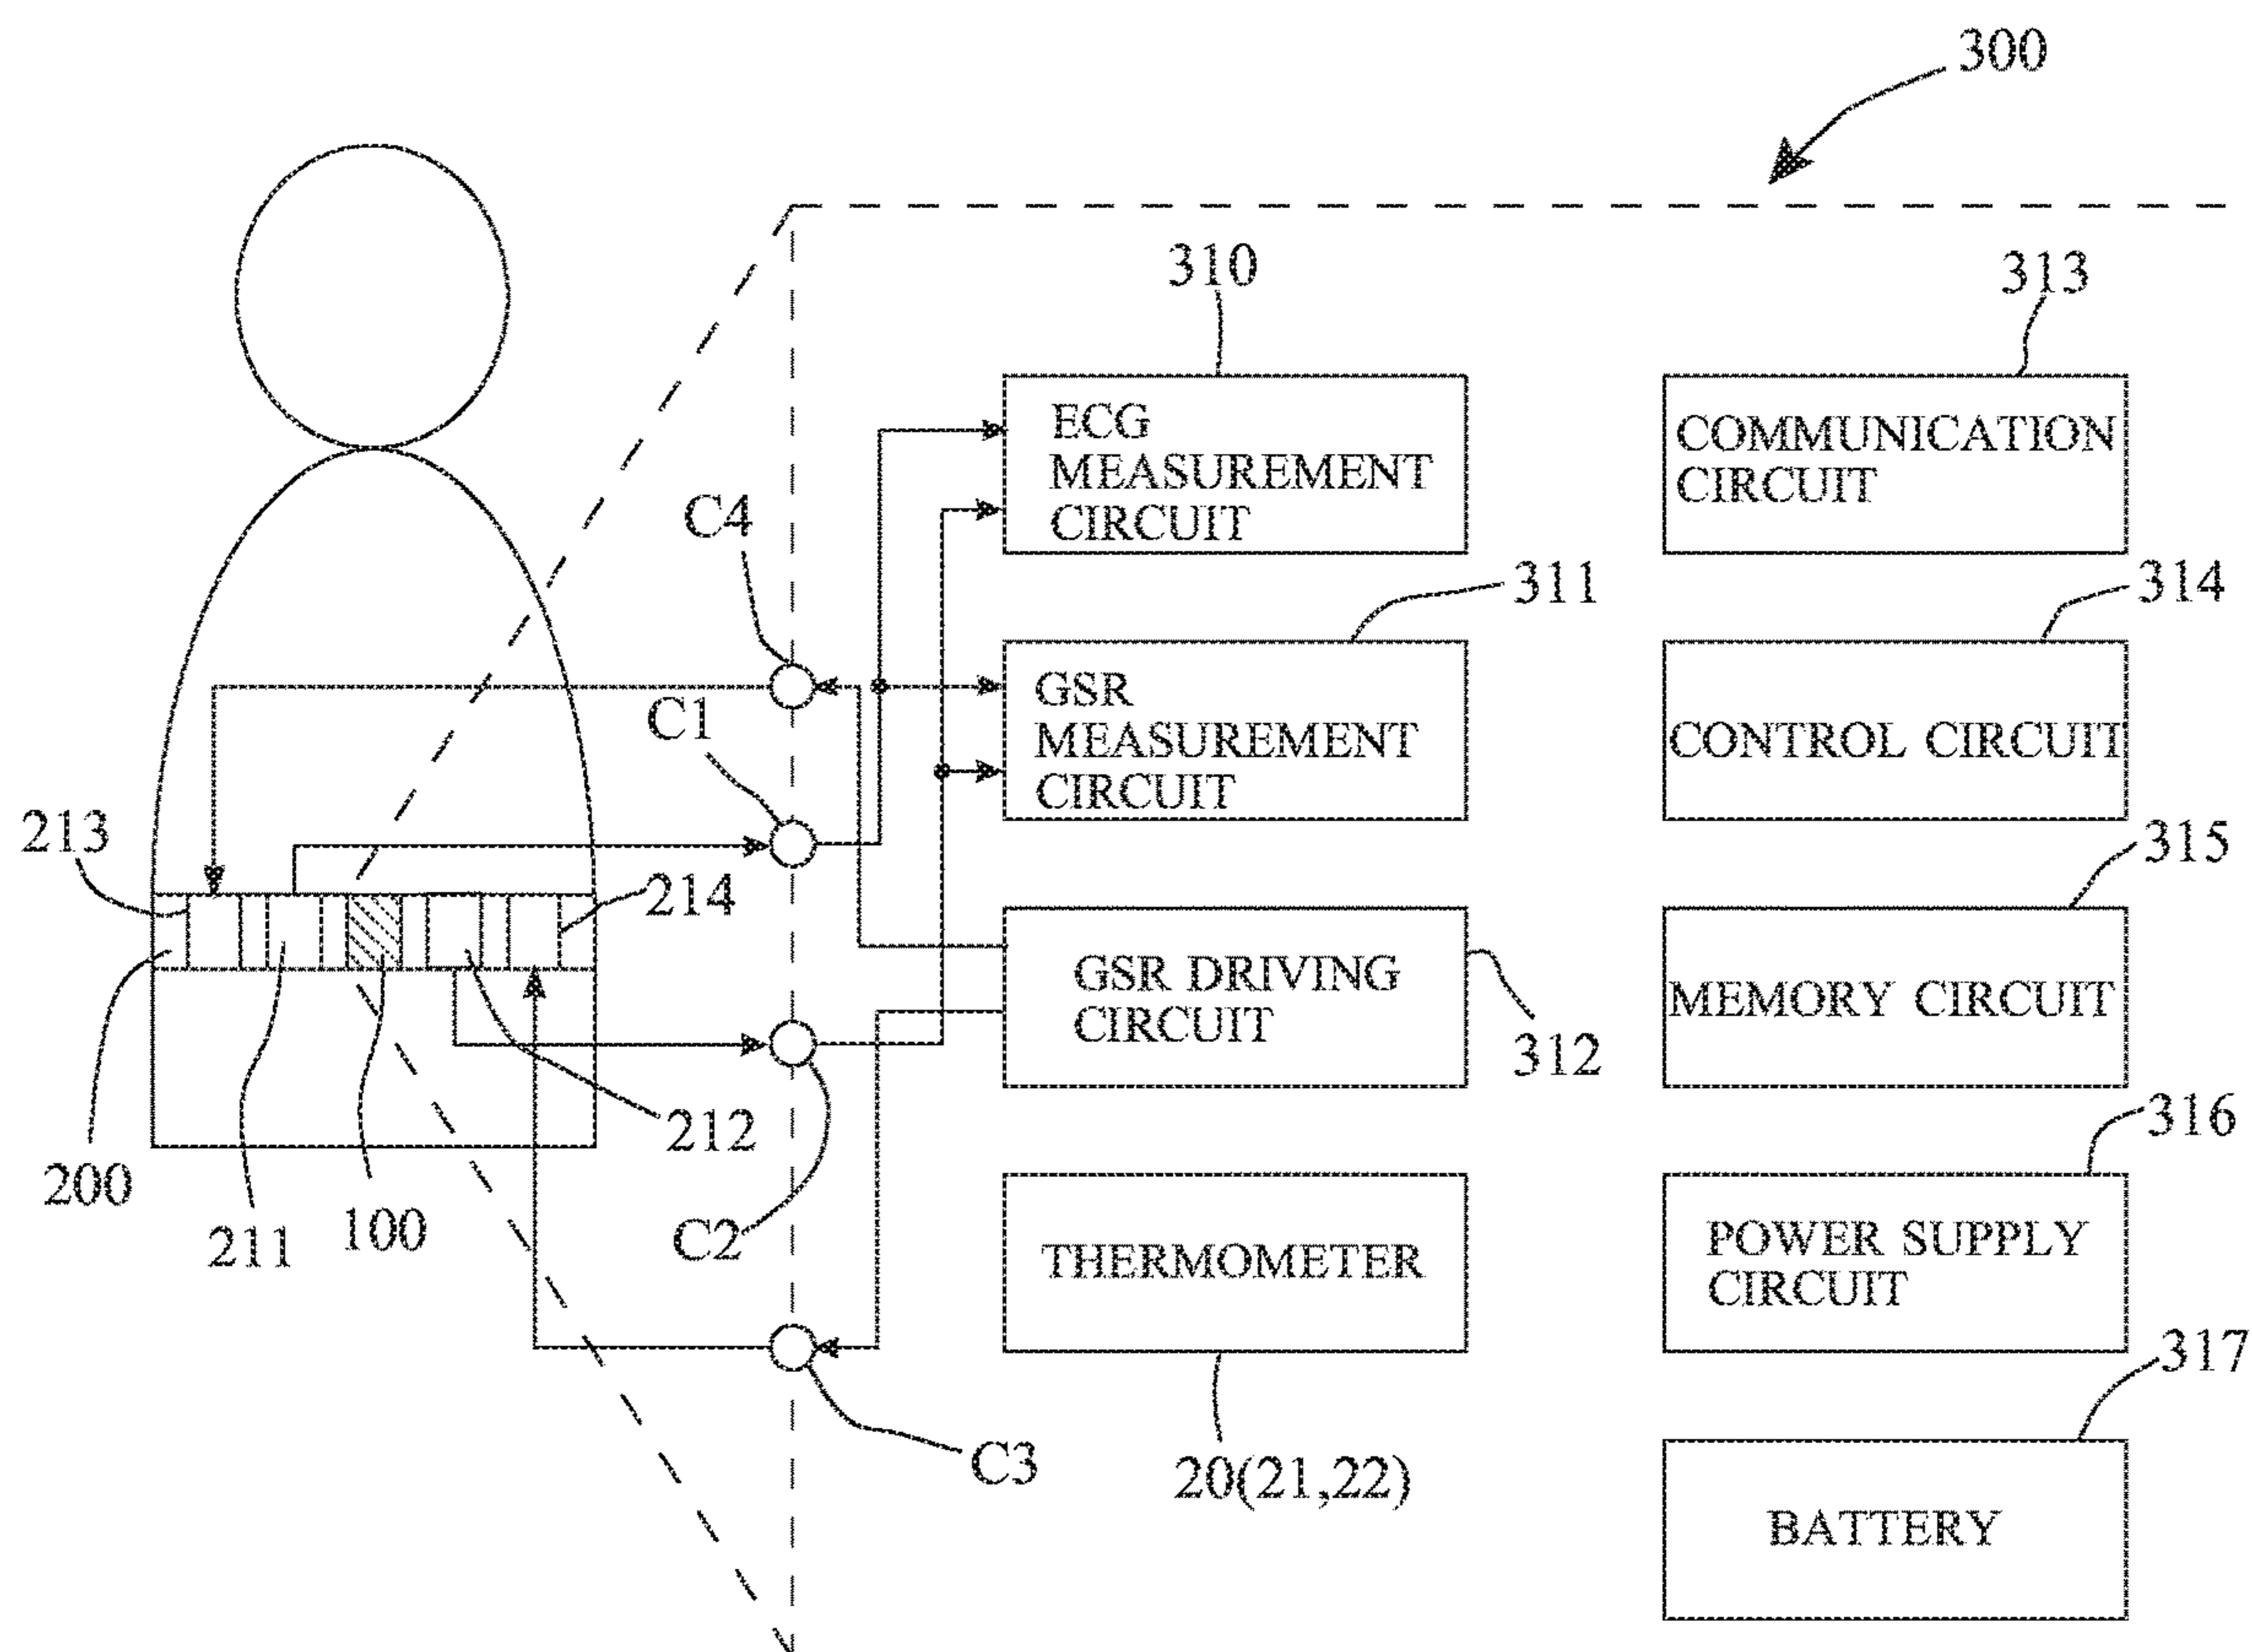 300
310
313
ECG
MEASUREMENT
CIRCUIT
COMMUNICATION
CIRCUIT
C4
311
314
GSR
MEASUREMENT
CIRCUIT
CONTROL CIRCUIT
C1
213
315
214
GSR DRIVING
CIRCUIT
MEMORY CIRCUIT
312
212
316
200
211
100
C2
THERMOMETER
POWER SUPPLY
CIRCUIT
317
C3
20(21,22)
BATTERY